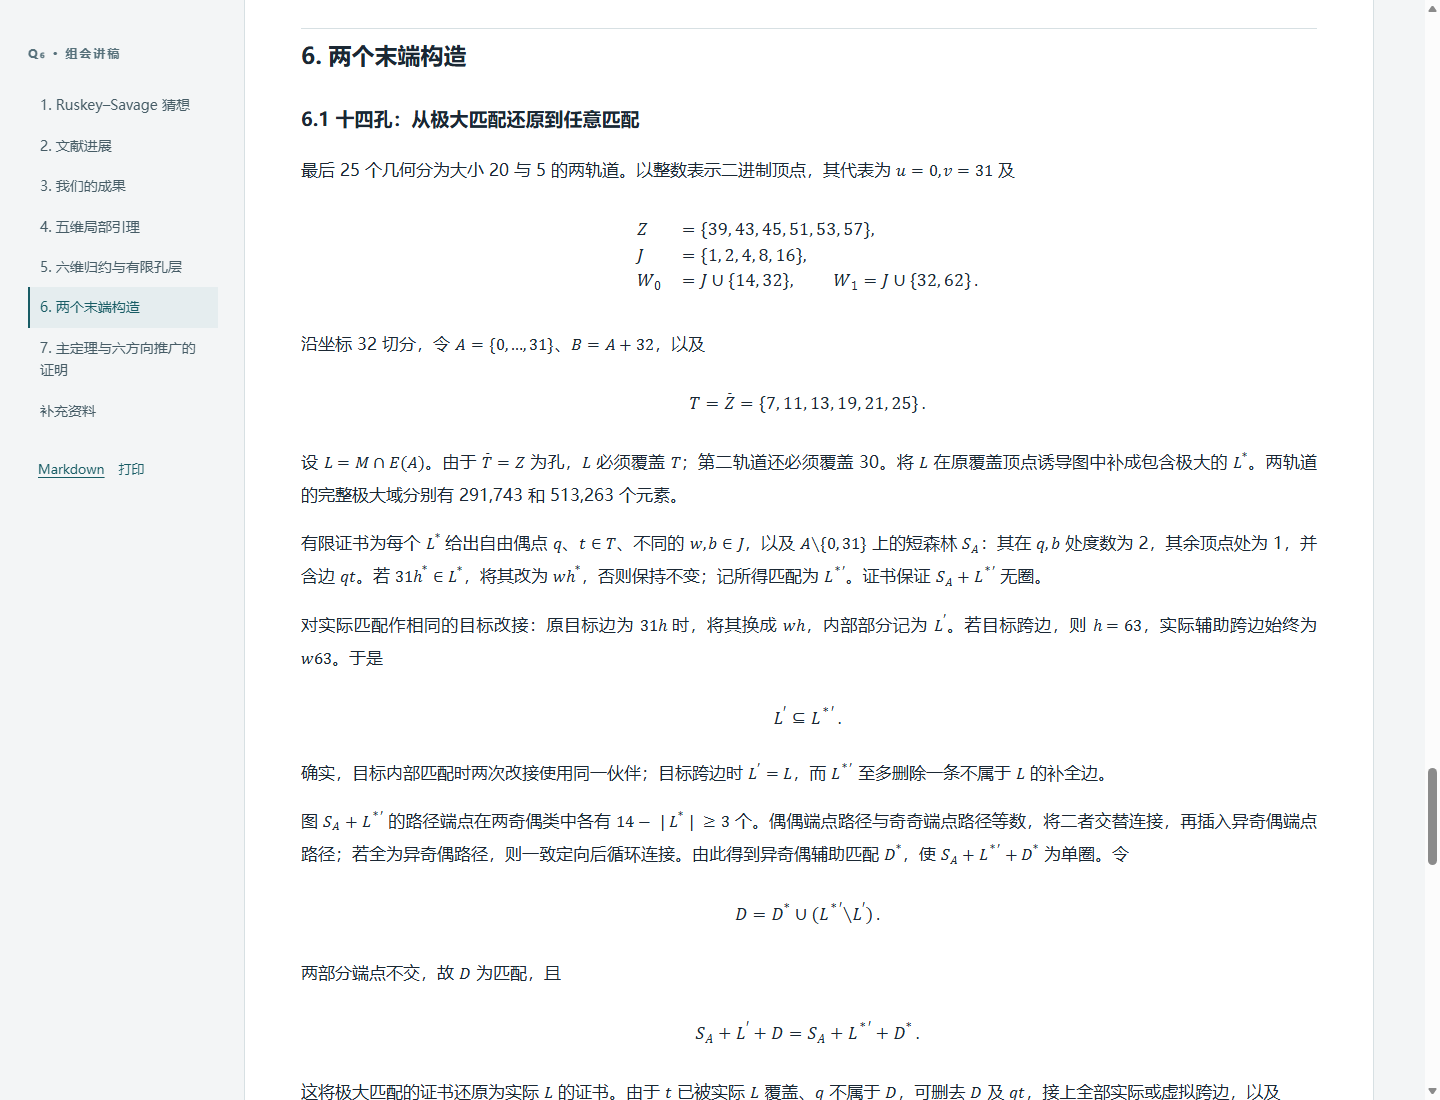 Q₆ • 组会讲稿
1. Ruskey–Savage 猜想
2. 文献进展
3. 我们的成果
4. 五维局部引理
5. 六维归约与有限孔层
6. 两个末端构造
7. 主定理与六方向推广的
证明
补充资料
Markdown 打印
6. 两个末端构造
6.1 十四孔：从极大匹配还原到任意匹配
最后 25 个几何分为大小 20 与 5 的两轨道。以整数表示二进制顶点，其代表为 u = 0, v = 31 及
Z = {39, 43, 45, 51, 53, 57},
J = {1, 2, 4, 8, 16},
W₀ = J ∪ {14, 32}, W₁ = J ∪ {32, 62}.
沿坐标 32 切分，令 A = {0, …, 31}、B = A + 32，以及
T = Z̄ = {7, 11, 13, 19, 21, 25}.
设 L = M ∩ E(A)。由于 T̄ = Z 为孔，L 必须覆盖 T；第二轨道还必须覆盖 30。将 L 在原覆盖顶点诱导图中补成包含极大的 L*。两轨道
的完整极大域分别有 291,743 和 513,263 个元素。
有限证书为每个 L* 给出自由偶点 q、t ∈ T、不同的 w, b ∈ J，以及 A\{0, 31} 上的短森林 S_A：其在 q, b 处度数为 2，其余顶点处为 1，并
含边 qt。若 31h* ∈ L*，将其改为 wh*，否则保持不变；记所得匹配为 L*′。证书保证 S_A + L*′ 无圈。
对实际匹配作相同的目标改接：原目标边为 31h 时，将其换成 wh，内部部分记为 L′。若目标跨边，则 h = 63，实际辅助跨边始终为
w63。于是
L′ ⊆ L*′.
确实，目标内部匹配时两次改接使用同一伙伴；目标跨边时 L′ = L，而 L*′ 至多删除一条不属于 L 的补全边。
图 S_A + L*′ 的路径端点在两奇偶类中各有 14 − |L*| ≥ 3 个。偶偶端点路径与奇奇端点路径等数，将二者交替连接，再插入异奇偶端点
路径；若全为异奇偶路径，则一致定向后循环连接。由此得到异奇偶辅助匹配 D*，使 S_A + L*′ + D* 为单圈。令
D = D* ∪ (L*′\L′).
两部分端点不交，故 D 为匹配，且
S_A + L′ + D = S_A + L*′ + D*.
这将极大匹配的证书还原为实际 L 的证书。由于 t 已被实际 L 覆盖、q 不属于 D，可删去 D 及 qt，接上全部实际或虚拟跨边，以及